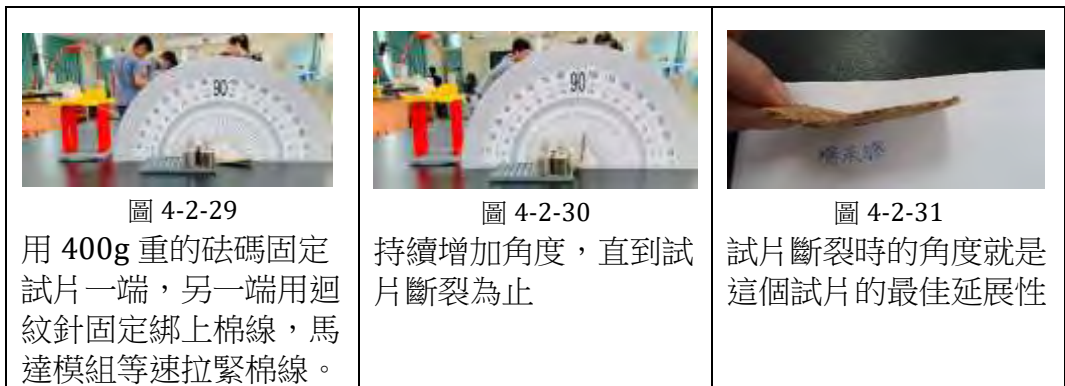 90
圖 4-2-29
用 400g 重的砝碼固定
試片一端，另一端用迴
紋針固定綁上棉線，馬
達模組等速拉緊棉線。
90
圖 4-2-30
持續增加角度，直到試
片斷裂為止
圖 4-2-31
試片斷裂時的角度就是
這個試片的最佳延展性